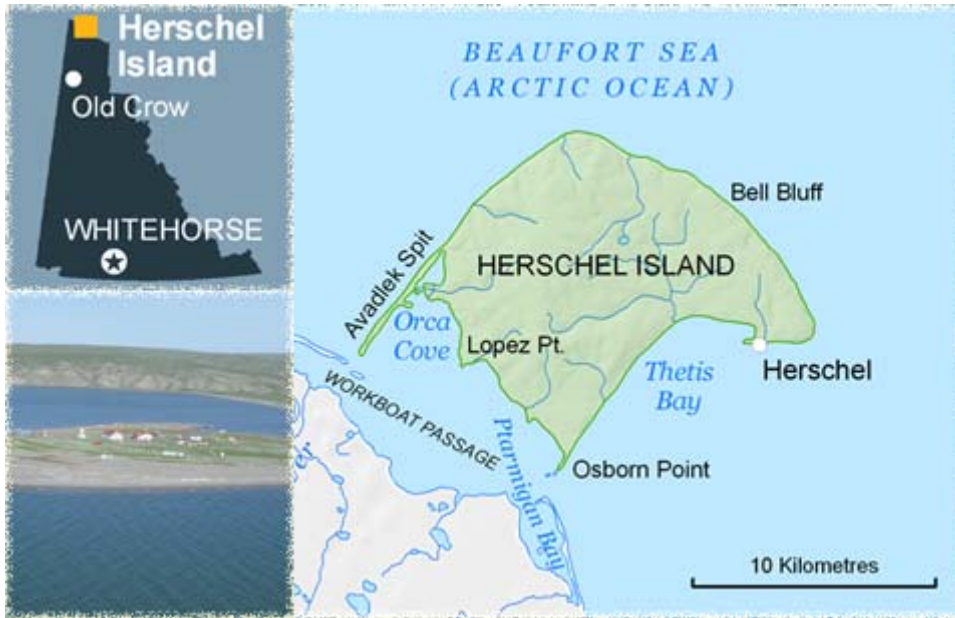 Herschel
Island
Old Crow
WHITEHORSE
BEAUFORT SEA
(ARCTIC OCEAN)
Bell Bluff
HERSCHEL ISLAND
Avadlek Spit
Orca
Cove
Lopez Pt.
Thetis
Bay
Herschel
WORKBOAT PASSAGE
Ptarmigan Bay
Osborn Point
10 Kilometres